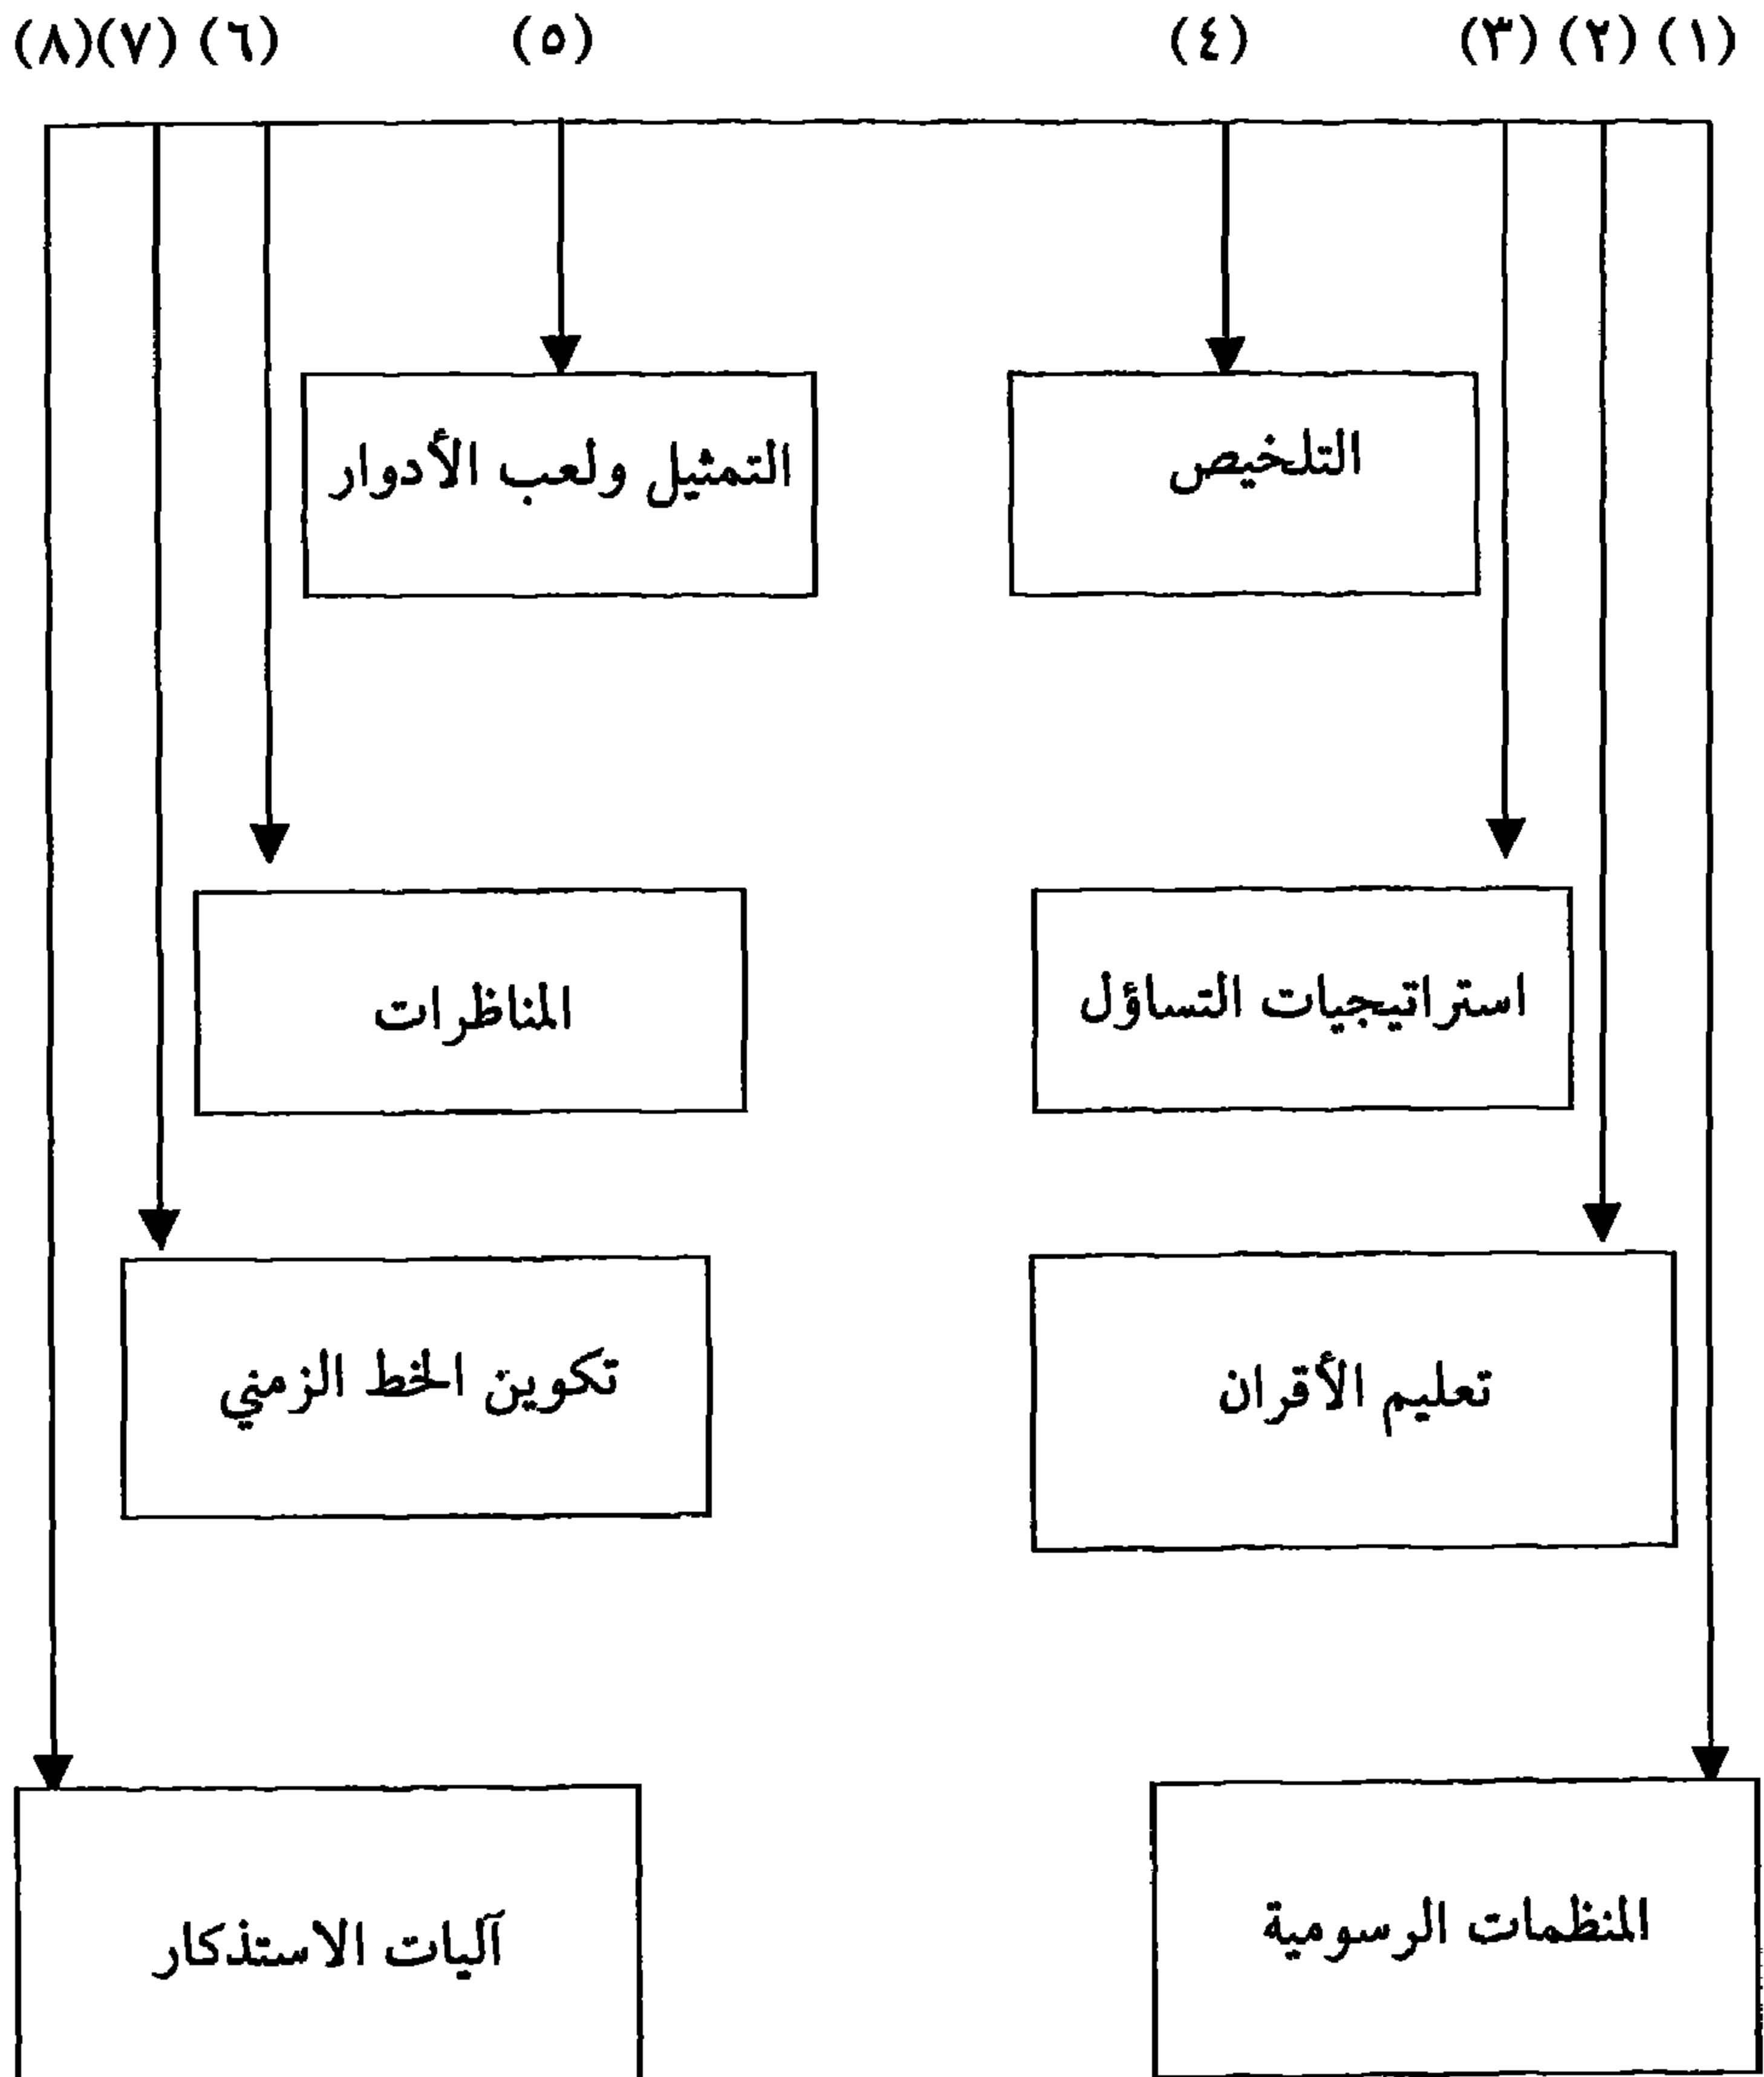 (١) (٢) (٣) (٤) (٥) (٦) (٧) (٨)
التلخيص
التمثيل ولعب الأدوار
استراتيجيات التساؤل
المناظرات
تعليم الأقران
تكوين الخط الزمني
المنظمات الرسومية
آليات الاستذكار